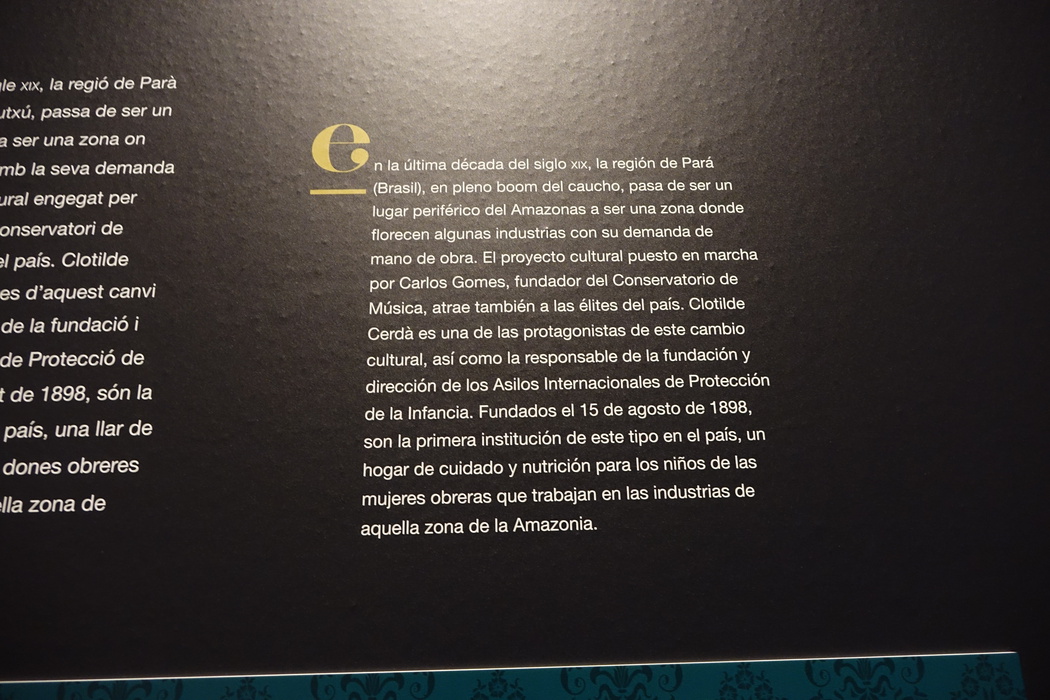 le XIX, la regió de Parà
utxú, passa de ser un
a ser una zona on
mb la seva demanda
ural engegat per
onservatori de
el país. Clotilde
es d'aquest canvi
de la fundació i
de Protecció de
t de 1898, són la
país, una llar de
dones obreres
ella zona de
en la última década del siglo XIX, la región de Pará
(Brasil), en pleno boom del caucho, pasa de ser un
lugar periférico del Amazonas a ser una zona donde
florecen algunas industrias con su demanda de
mano de obra. El proyecto cultural puesto en marcha
por Carlos Gomes, fundador del Conservatorio de
Música, atrae también a las élites del país. Clotilde
Cerdà es una de las protagonistas de este cambio
cultural, así como la responsable de la fundación y
dirección de los Asilos Internacionales de Protección
de la Infancia. Fundados el 15 de agosto de 1898,
son la primera institución de este tipo en el país, un
hogar de cuidado y nutrición para los niños de las
mujeres obreras que trabajan en las industrias de
aquella zona de la Amazonia.